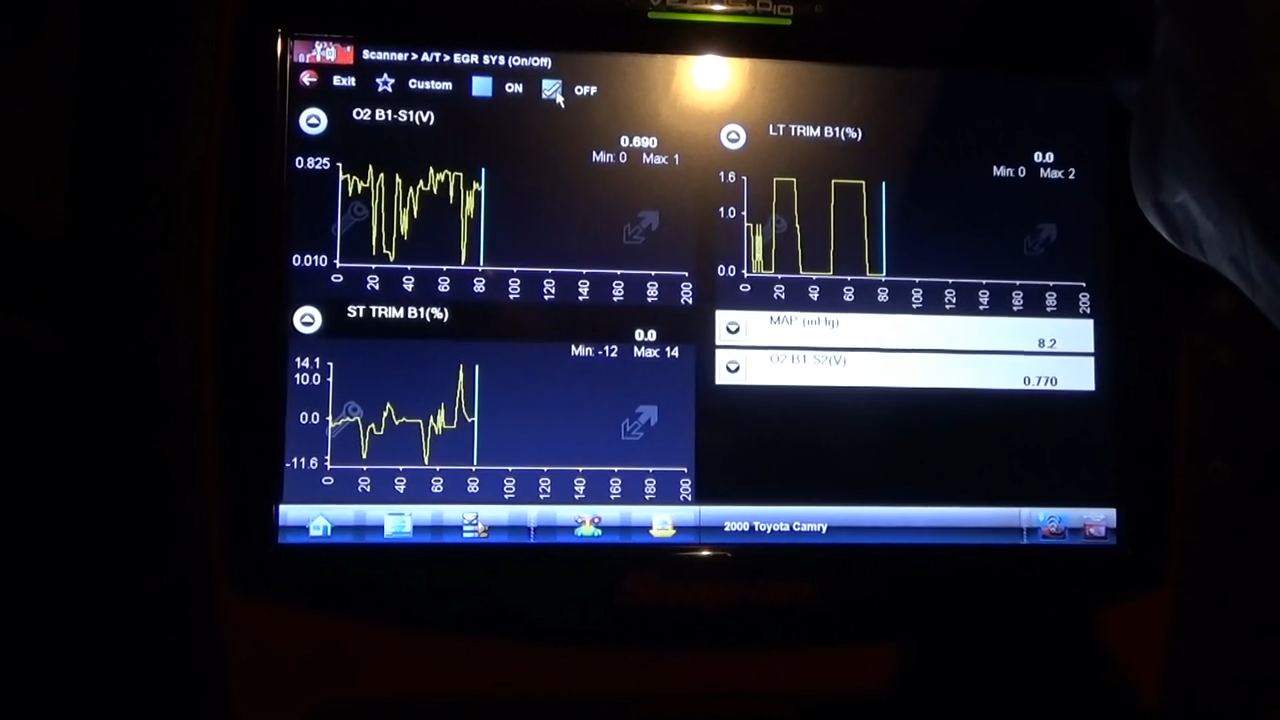 Scanner > A/T > EGR SYS (On/Off)
Exit Custom ON OFF
O2 B1-S1(V)
0.690
Min: 0 Max: 1
0.825
0.010
0 20 40 60 80 100 120 140 160 180 200
LT TRIM B1(%)
0.0
Min: 0 Max: 2
1.6
1.0
0.0
0 20 40 60 80 100 120 140 160 180 200
ST TRIM B1(%)
0.0
Min: -12 Max: 14
14.1
10.0
0.0
-11.6
0 20 40 60 80 100 120 140 160 180 200
MAP (inHg)
8.2
O2 B1-S2(V)
0.770
2000 Toyota Camry